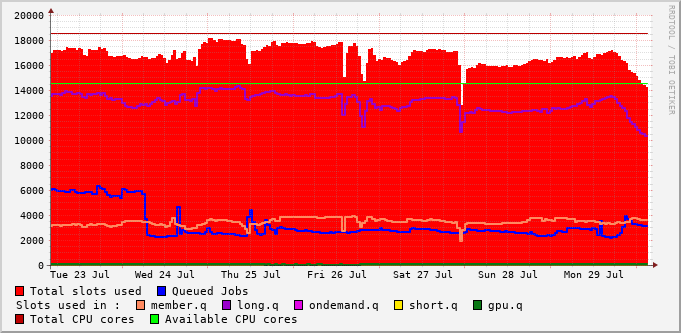 20000
18000
16000
14000
12000
10000
8000
6000
4000
2000
0
Tue 23 Jul Wed 24 Jul Thu 25 Jul Fri 26 Jul Sat 27 Jul Sun 28 Jul Mon 29 Jul
Total slots used Queued Jobs
Slots used in : member.q long.q ondemand.q short.q gpu.q
Total CPU cores Available CPU cores
RRDTOOL / TOBI OETIKER